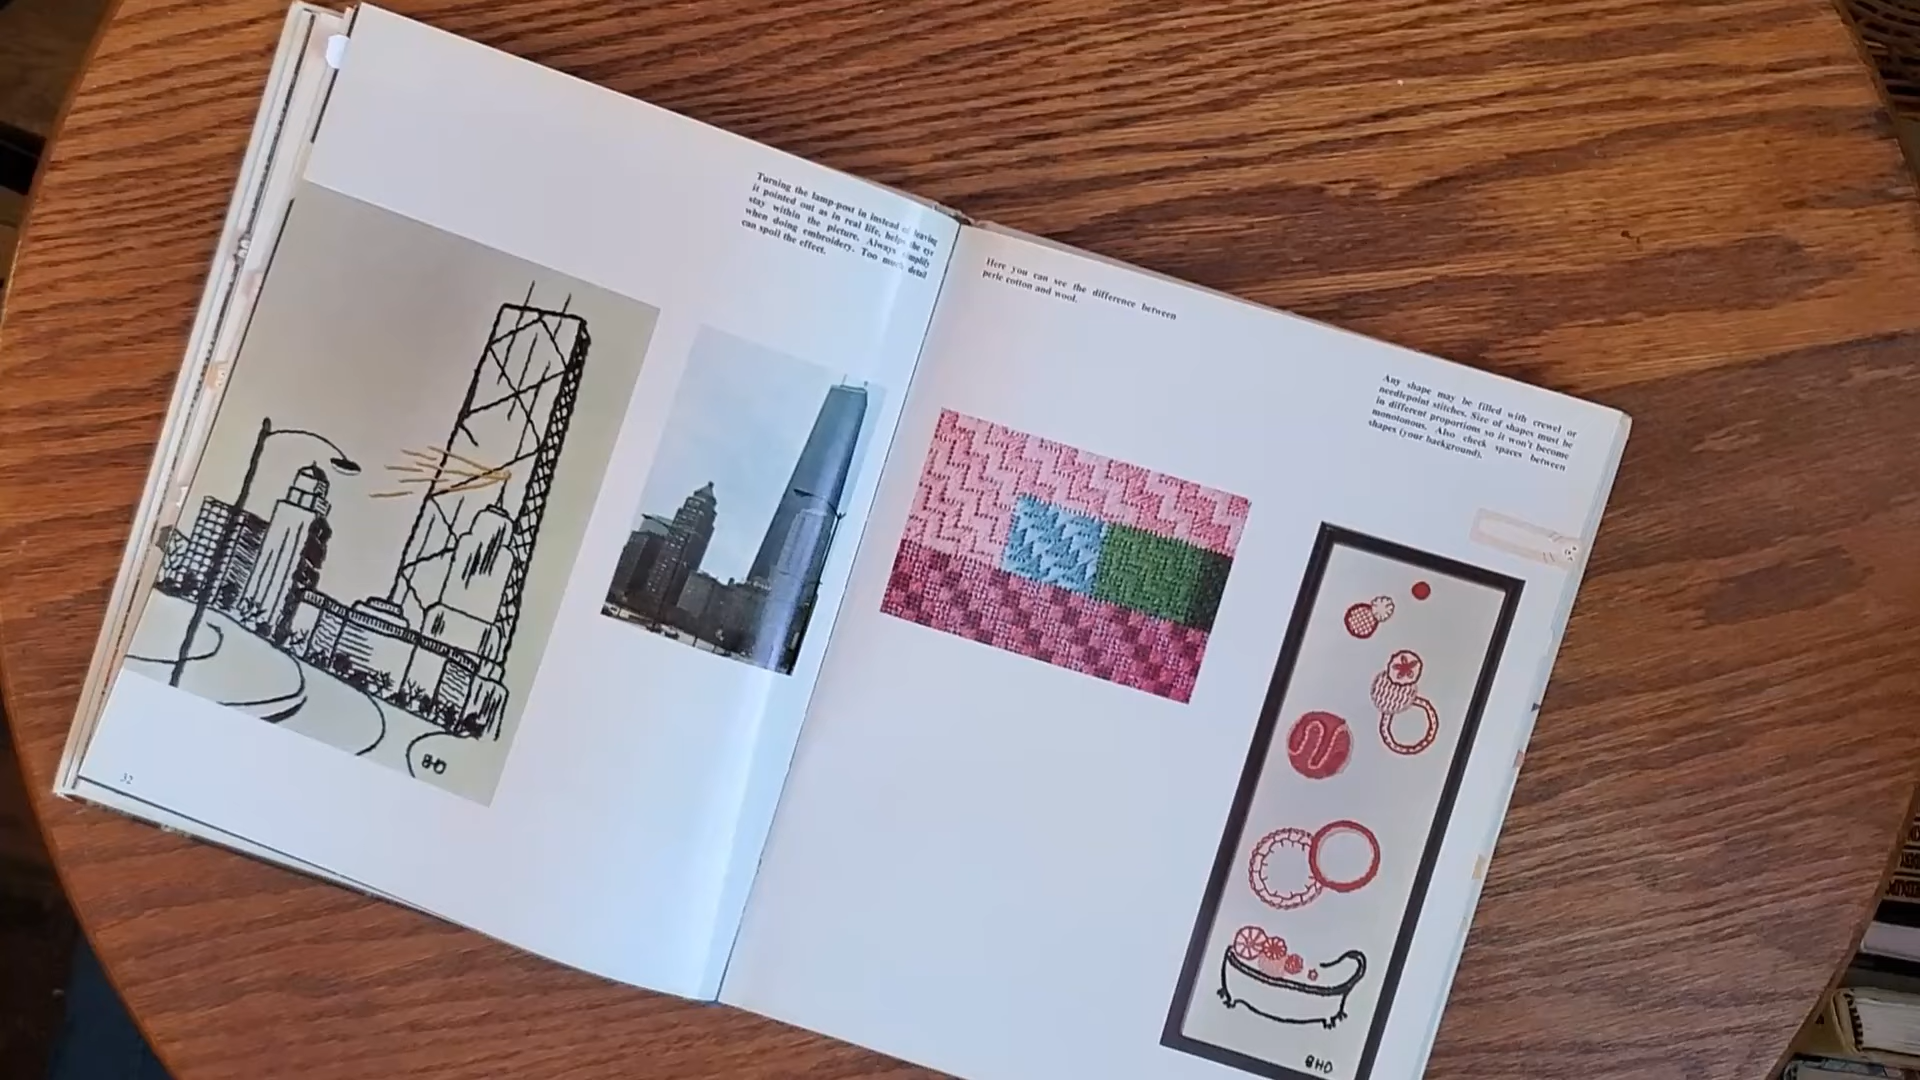 Turning the lamp-post in instead of leaving
it pointed out as in real life, helps the eye
stay within the picture. Always simplify
when doing embroidery. Too much detail
can spoil the effect.
Here you can see the difference between
perle cotton and wool.
Any shape may be filled with crewel or
needlepoint stitches. Size of shapes must be
in different proportions so it won't become
monotonous. Also check spaces between
shapes (your background).
BHD
32
BHD